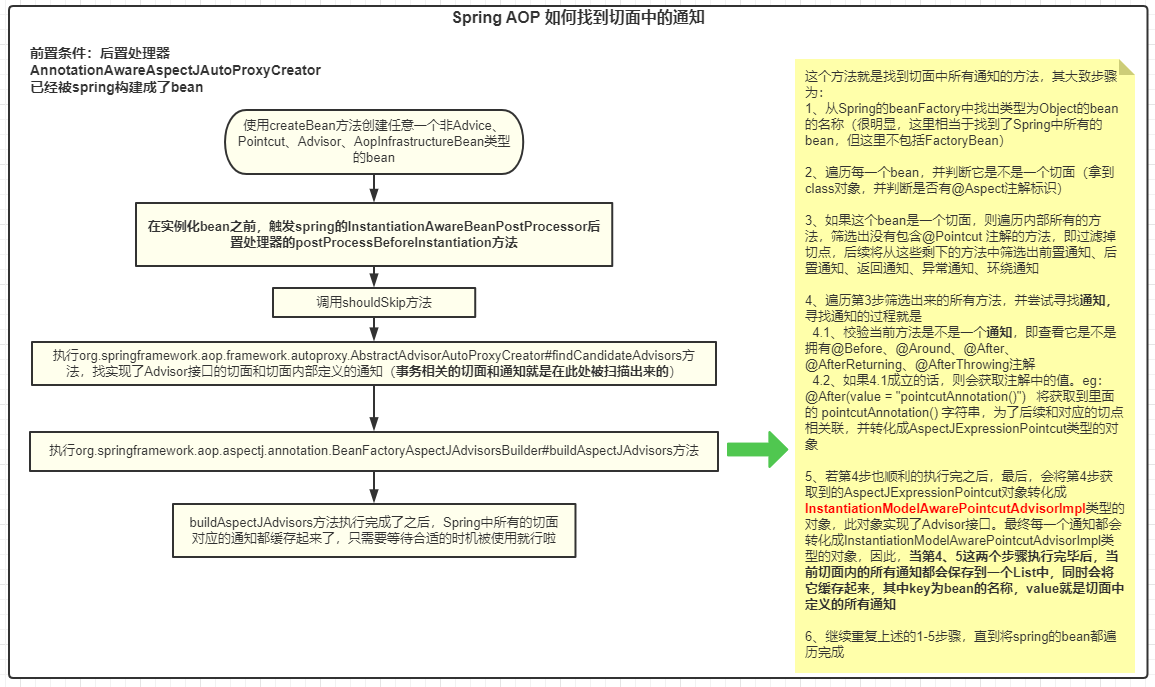 Spring AOP 如何找到切面中的通知
前置条件：后置处理器
AnnotationAwareAspectJAutoProxyCreator
已经被spring构建成了bean
使用createBean方法创建任意一个非Advice、
Pointcut、Advisor、AopInfrastructureBean类型
的bean
在实例化bean之前，触发spring的InstantiationAwareBeanPostProcessor后
置处理器的postProcessBeforeInstantiation方法
调用shouldSkip方法
执行org.springframework.aop.framework.autoproxy.AbstractAdvisorAutoProxyCreator#findCandidateAdvisors方
法，找实现了Advisor接口的切面和切面内部定义的通知（事务相关的切面和通知就是在此处被扫描出来的）
执行org.springframework.aop.aspectj.annotation.BeanFactoryAspectJAdvisorsBuilder#buildAspectJAdvisors方法
buildAspectJAdvisors方法执行完成了之后，Spring中所有的切面
对应的通知都缓存起来了，只需要等待合适的时机被使用就行啦
这个方法就是找到切面中所有通知的方法，其大致步骤
为：
1、从Spring的beanFactory中找出类型为Object的bean
的名称（很明显，这里相当于找到了Spring中所有的
bean，但这里不包括FactoryBean）
2、遍历每一个bean，并判断它是不是一个切面（拿到
class对象，并判断是否有@Aspect注解标识）
3、如果这个bean是一个切面，则遍历内部所有的方
法，筛选出没有包含@Pointcut 注解的方法，即过滤掉
切点，后续将从这些剩下的方法中筛选出前置通知、后
置通知、返回通知、异常通知、环绕通知
4、遍历第3步筛选出来的所有方法，并尝试寻找通知，
寻找通知的过程就是
4.1、校验当前方法是不是一个通知，即查看它是不是
拥有@Before、@Around、@After、
@AfterReturning、@AfterThrowing注解
4.2、如果4.1成立的话，则会获取注解中的值。eg：
@After(value = "pointcutAnnotation()") 将获取到里面
的 pointcutAnnotation() 字符串，为了后续和对应的切点
相关联，并转化成AspectJExpressionPointcut类型的对
象
5、若第4步也顺利的执行完之后，最后，会将第4步获
取到的AspectJExpressionPointcut对象转化成
InstantiationModelAwarePointcutAdvisorImpl类型的
对象，此对象实现了Advisor接口。最终每一个通知都会
转化成InstantiationModelAwarePointcutAdvisorImpl类
型的对象，因此，当第4、5这两个步骤执行完毕后，当
前切面内的所有通知都会保存到一个List中，同时会将
它缓存起来，其中key为bean的名称，value就是切面中
定义的所有通知
6、继续重复上述的1-5步骤，直到将spring的bean都遍
历完成